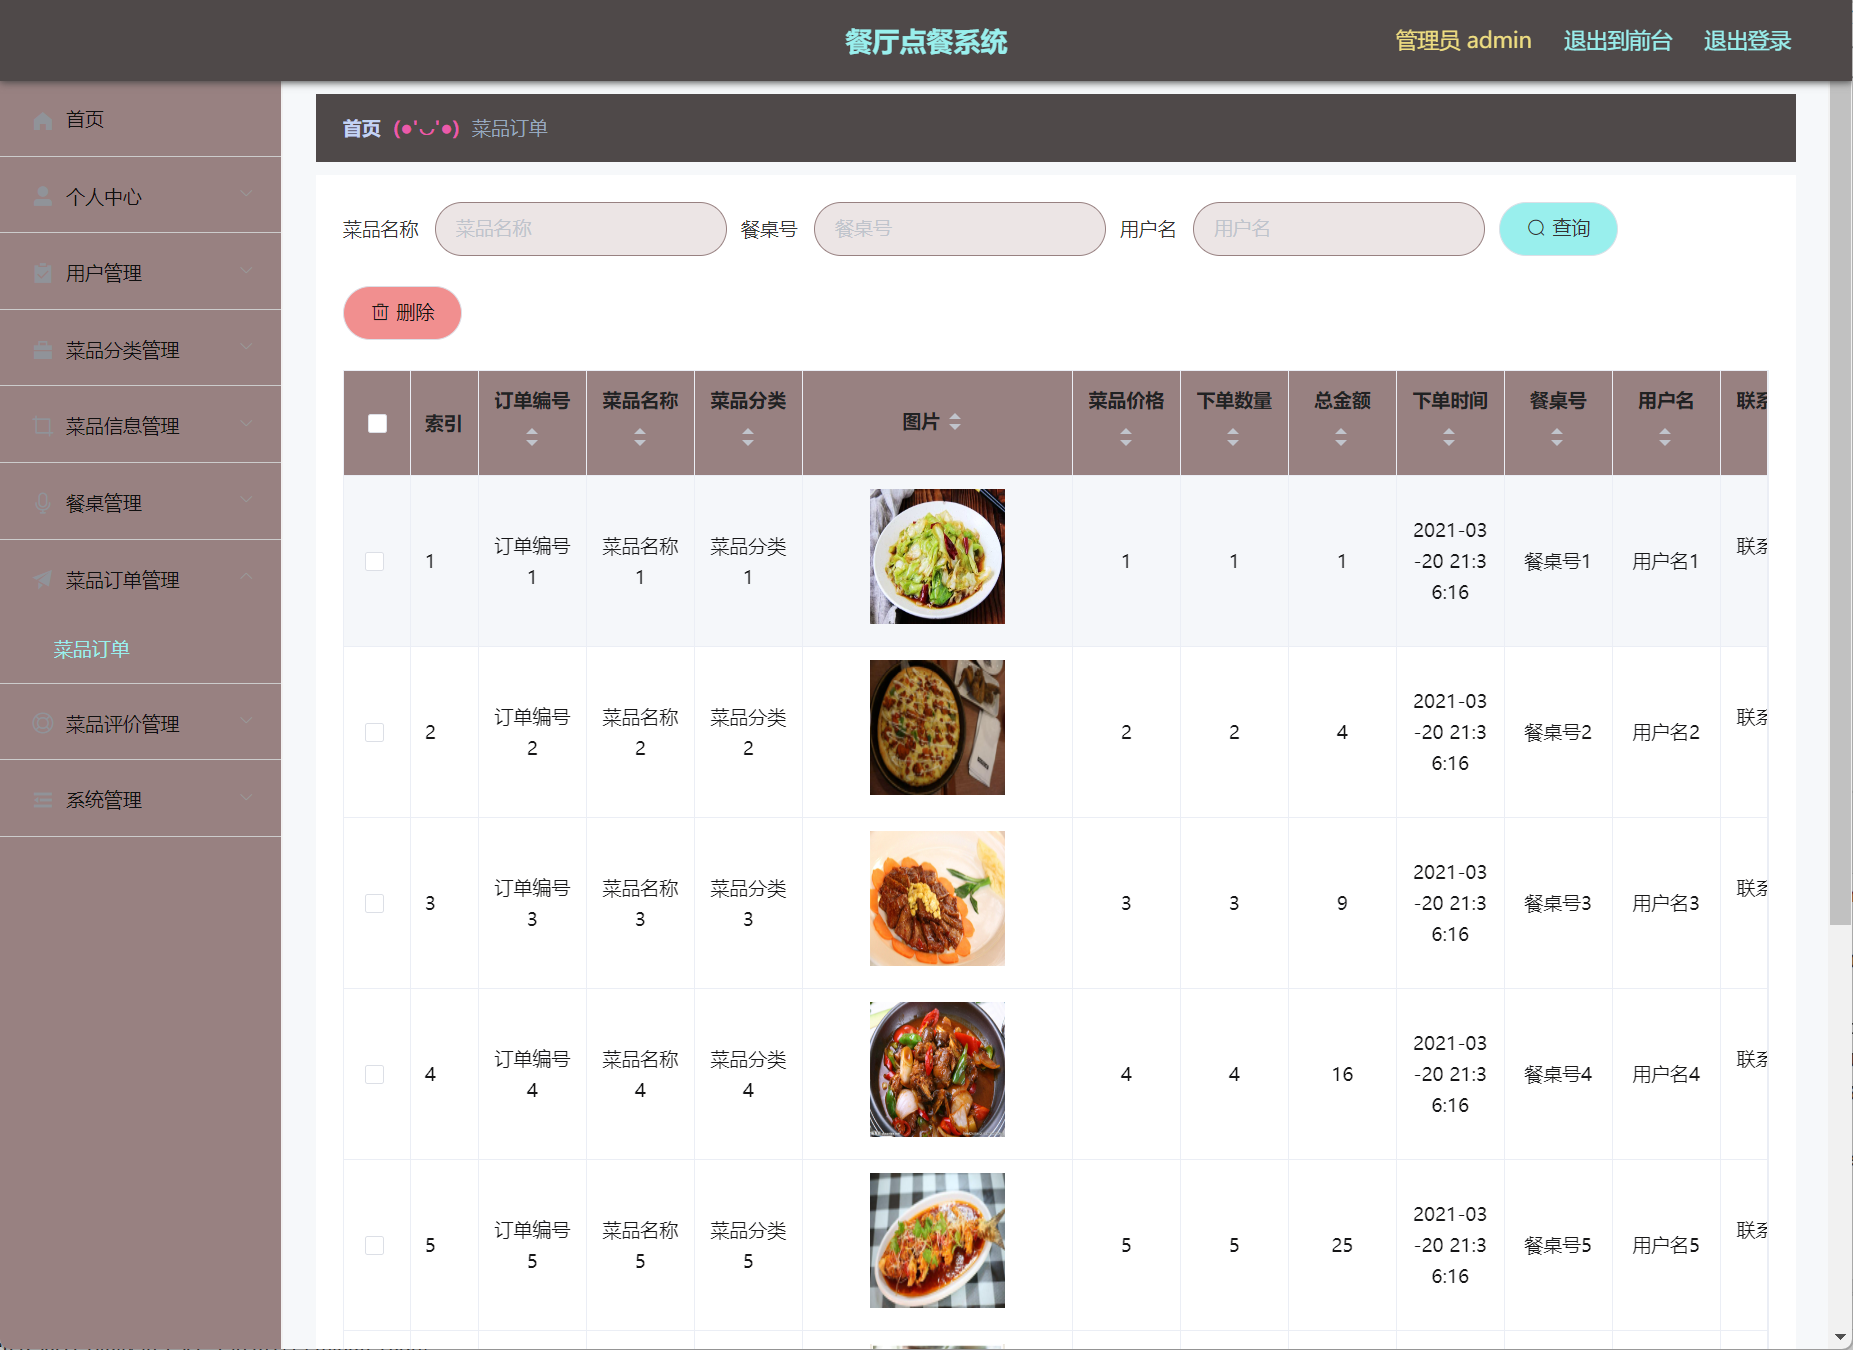 餐厅点餐系统
管理员 admin
退出到前台
退出登录
首页
个人中心
用户管理
菜品分类管理
菜品信息管理
餐桌管理
菜品订单管理
菜品订单
菜品评价管理
系统管理
首页 (●'◡'●) 菜品订单
菜品名称 菜品名称 餐桌号 餐桌号 用户名 用户名 查询
删除
索引 订单编号 菜品名称 菜品分类 图片 菜品价格 下单数量 总金额 下单时间 餐桌号 用户名 联系
1 订单编号1 菜品名称1 菜品分类1 1 1 1 2021-03-20 21:36:16 餐桌号1 用户名1 联系
2 订单编号2 菜品名称2 菜品分类2 2 2 4 2021-03-20 21:36:16 餐桌号2 用户名2 联系
3 订单编号3 菜品名称3 菜品分类3 3 3 9 2021-03-20 21:36:16 餐桌号3 用户名3 联系
4 订单编号4 菜品名称4 菜品分类4 4 4 16 2021-03-20 21:36:16 餐桌号4 用户名4 联系
5 订单编号5 菜品名称5 菜品分类5 5 5 25 2021-03-20 21:36:16 餐桌号5 用户名5 联系